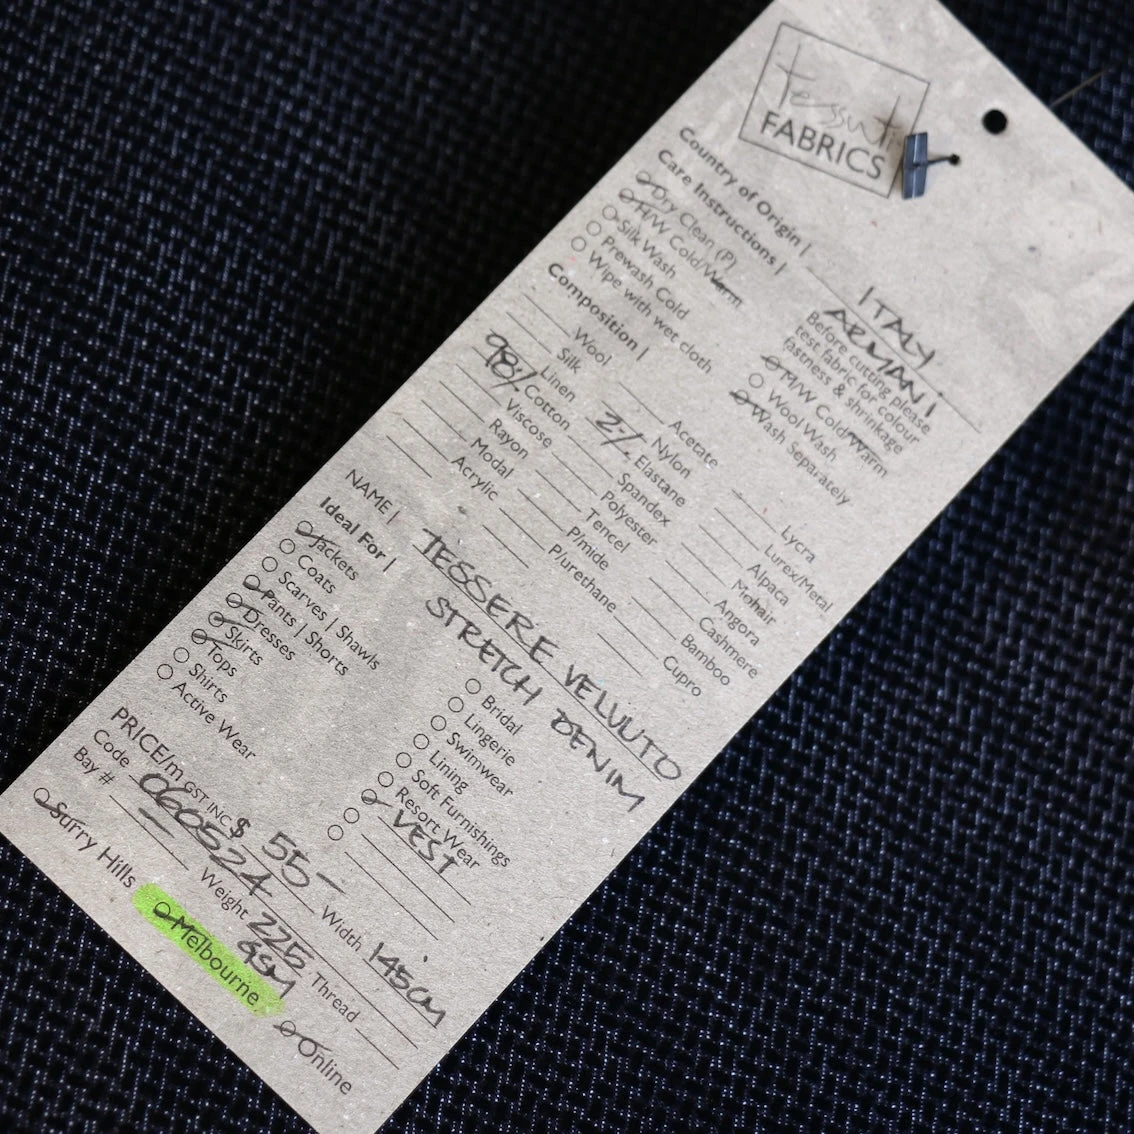 tessuti
FABRICS
Country of Origin | ITALY
Care Instructions | ARMANI
Dry Clean (P)
H/W Cold/Warm
Silk Wash
Prewash Cold
Wipe with wet cloth
Before cutting please
test fabric for colour
fastness & shrinkage
H/W Cold/Warm
Wool Wash
Wash Separately
Composition |
Wool
Silk
Linen
98% Cotton
Viscose
Rayon
Modal
Acrylic
Acetate
Nylon
2% Elastane
Spandex
Polyester
Tencel
P/mide
P/urethane
Lycra
Lurex/Metal
Alpaca
Mohair
Angora
Cashmere
Bamboo
Cupro
NAME | TESSERE VELUUTO
STRETCH DENIM
Ideal For |
Jackets
Coats
Scarves | Shawls
Pants | Shorts
Dresses
Skirts
Tops
Shirts
Active Wear
Bridal
Lingerie
Swimwear
Lining
Soft Furnishings
Resort Wear
VEST
PRICE/m GST INC $ 55- Width 145cm
Code 0605224 Weight 225 GSM Thread
Bay # —
Surry Hills
Melbourne
Online